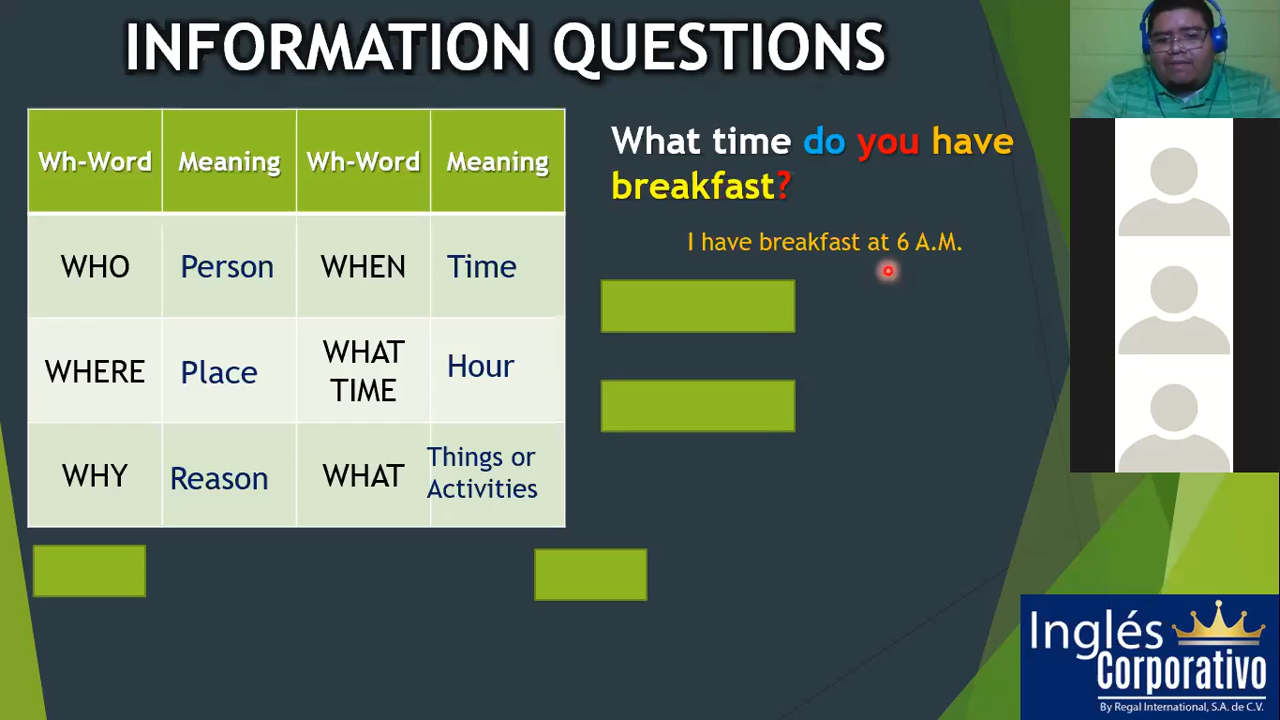 INFORMATION QUESTIONS
Wh-Word Meaning Wh-Word Meaning
WHO Person WHEN Time
WHERE Place WHAT TIME Hour
WHY Reason WHAT Things or Activities
What time do you have
breakfast?
I have breakfast at 6 A.M.
Inglés
Corporativo
By Regal International, S.A. de C.V.